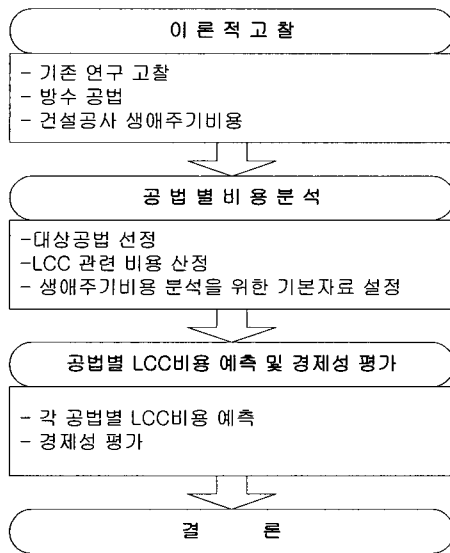 이 론 적 고 찰
- 기존 연구 고찰
- 방수 공법
- 건설공사 생애주기비용
공 법 별 비 용 분 석
-대상공법 선정
-LCC 관련 비용 산정
- 생애주기비용 분석을 위한 기본자료 설정
공법별 LCC비용 예측 및 경제성 평가
- 각 공법별 LCC비용 예측
- 경제성 평가
결 론